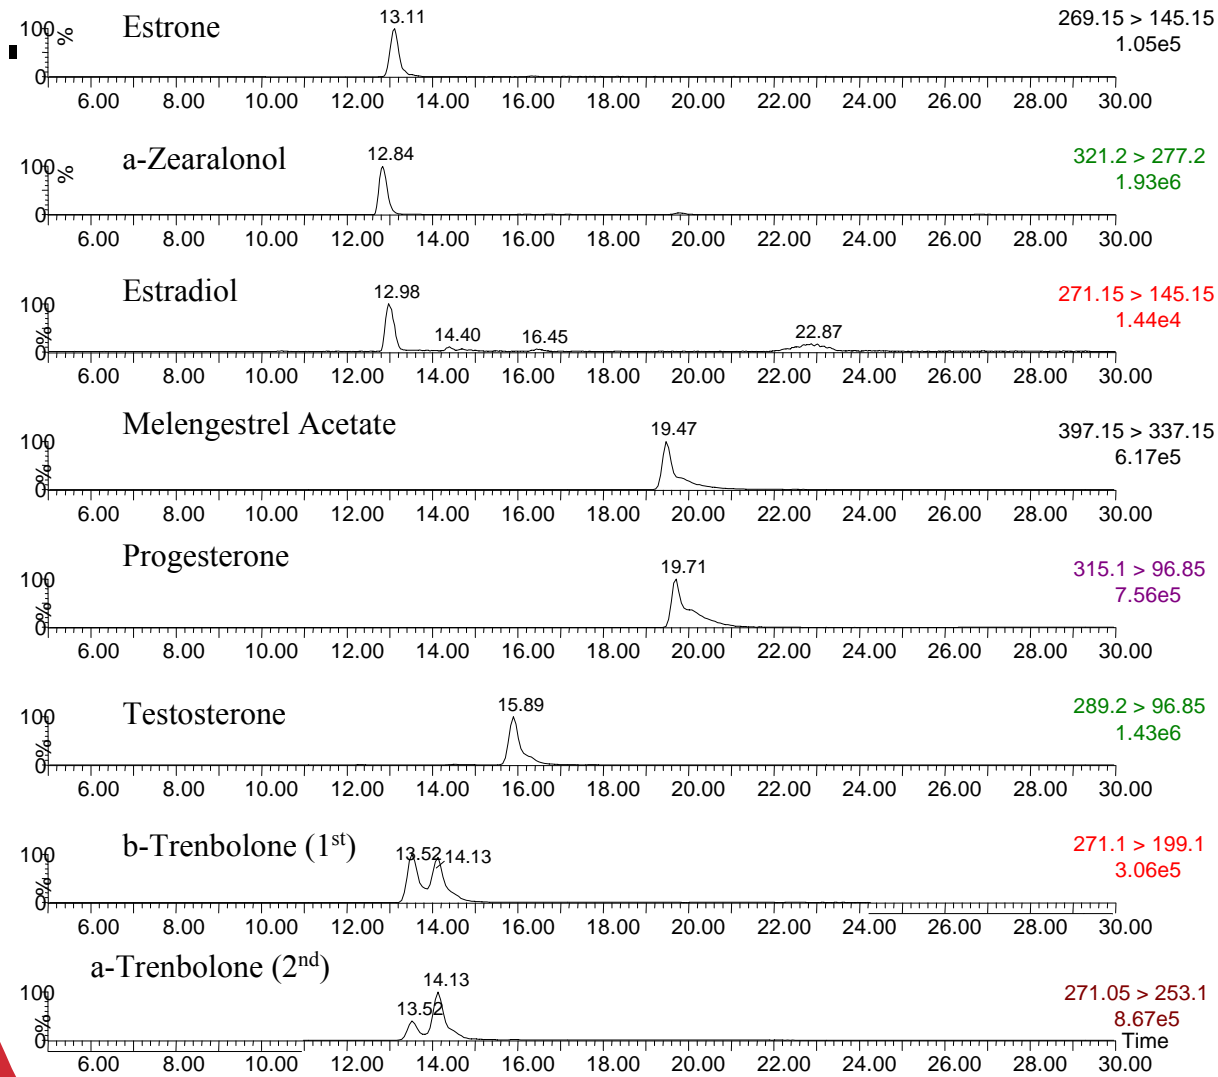 13.11
Estrone
269.15 > 145.15
1.05e5
100
%
0
6.00 8.00 10.00 12.00 14.00 16.00 18.00 20.00 22.00 24.00 26.00 28.00 30.00
a-Zearalonol
12.84
321.2 > 277.2
1.93e6
100
%
0
6.00 8.00 10.00 12.00 14.00 16.00 18.00 20.00 22.00 24.00 26.00 28.00 30.00
Estradiol
12.98
14.40
16.45
22.87
271.15 > 145.15
1.44e4
100
%
0
6.00 8.00 10.00 12.00 14.00 16.00 18.00 20.00 22.00 24.00 26.00 28.00 30.00
Melengestrel Acetate
19.47
397.15 > 337.15
6.17e5
100
%
0
6.00 8.00 10.00 12.00 14.00 16.00 18.00 20.00 22.00 24.00 26.00 28.00 30.00
Progesterone
19.71
315.1 > 96.85
7.56e5
100
%
0
6.00 8.00 10.00 12.00 14.00 16.00 18.00 20.00 22.00 24.00 26.00 28.00 30.00
Testosterone
15.89
289.2 > 96.85
1.43e6
100
%
0
6.00 8.00 10.00 12.00 14.00 16.00 18.00 20.00 22.00 24.00 26.00 28.00 30.00
b-Trenbolone (1st)
13.52
14.13
271.1 > 199.1
3.06e5
100
%
0
6.00 8.00 10.00 12.00 14.00 16.00 18.00 20.00 22.00 24.00 26.00 28.00 30.00
a-Trenbolone (2nd)
14.13
13.52
271.05 > 253.1
8.67e5
100
%
0
Time
6.00 8.00 10.00 12.00 14.00 16.00 18.00 20.00 22.00 24.00 26.00 28.00 30.00